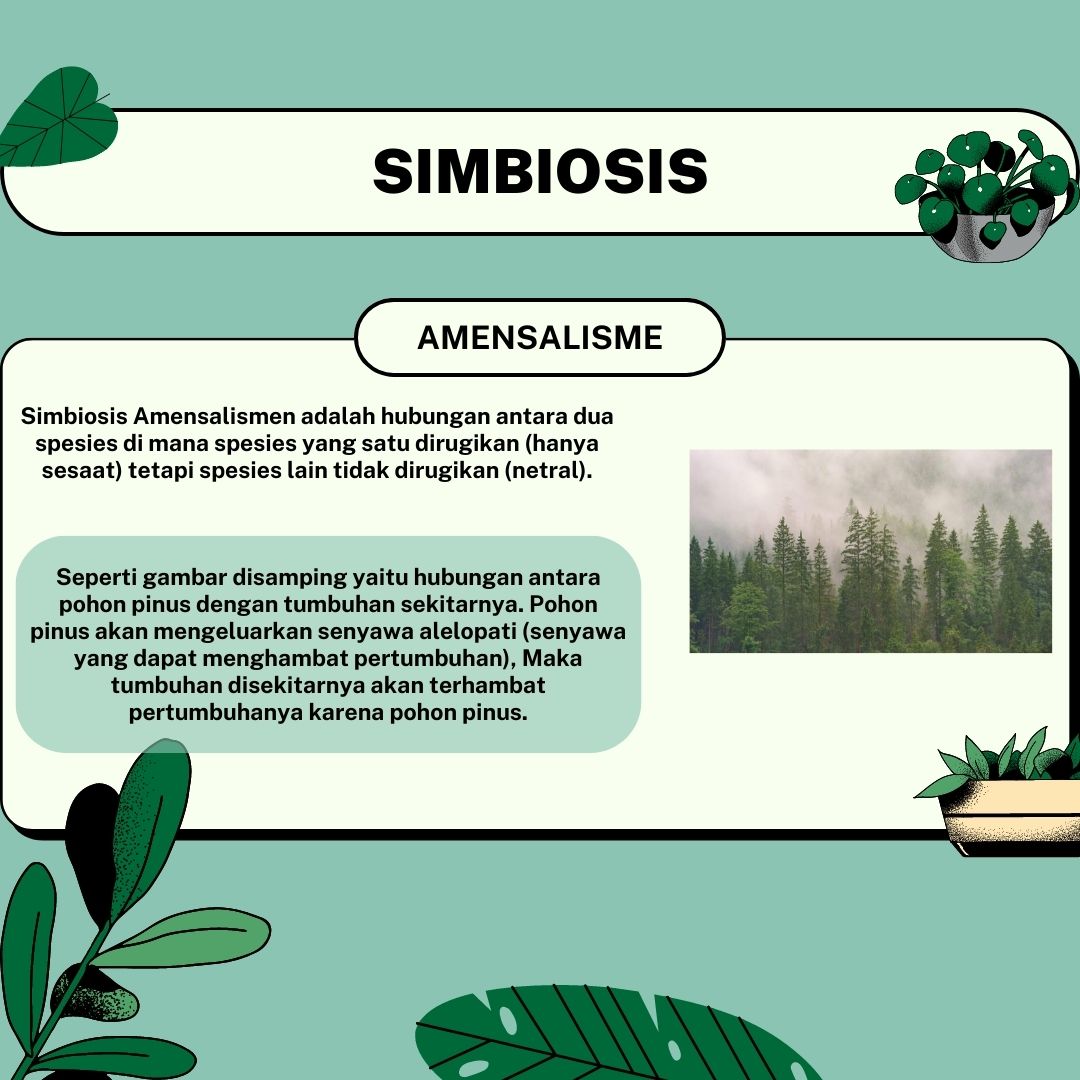 SIMBIOSIS
AMENSALISME
Simbiosis Amensalismen adalah hubungan antara dua
spesies di mana spesies yang satu dirugikan (hanya
sesaat) tetapi spesies lain tidak dirugikan (netral).
Seperti gambar disamping yaitu hubungan antara
pohon pinus dengan tumbuhan sekitarnya. Pohon
pinus akan mengeluarkan senyawa alelopati (senyawa
yang dapat menghambat pertumbuhan), Maka
tumbuhan disekitarnya akan terhambat
pertumbuhanya karena pohon pinus.